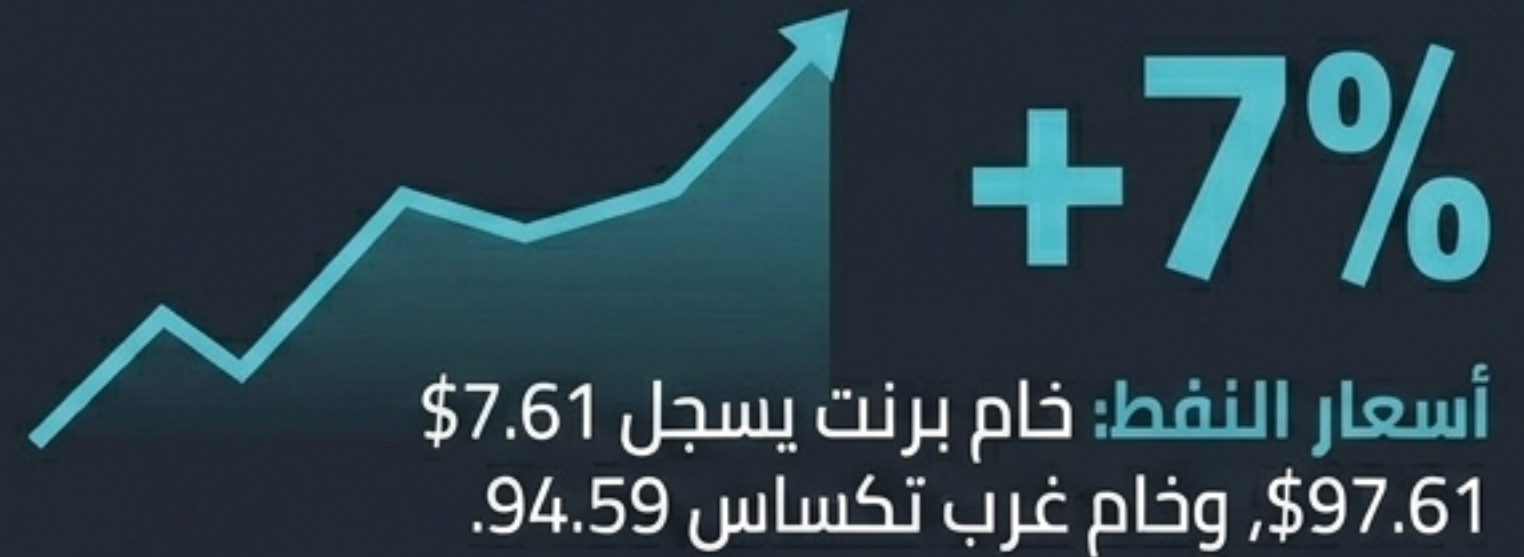 +7%
أسعار النفط: خام برنت يسجل 7.61$
97.61$, وخام غرب تكساس 94.59.